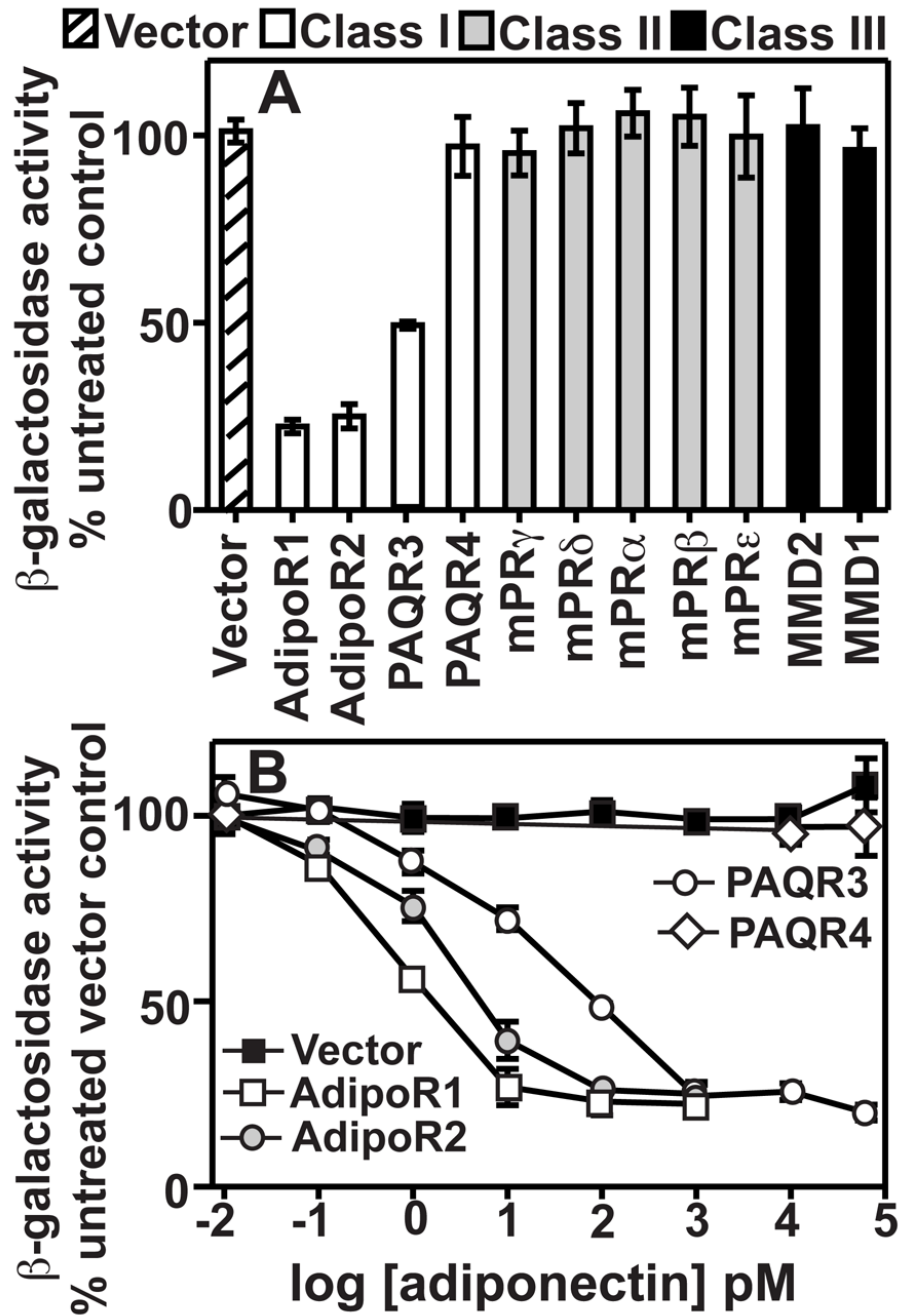 Vector Class I Class II Class III
A
β-galactosidase activity
% untreated control
100
50
0
Vector
AdipoR1
AdipoR2
PAQR3
PAQR4
mPRγ
mPRδ
mPRα
mPRβ
mPRε
MMD2
MMD1
B
β-galactosidase activity
% untreated vector control
100
50
0
PAQR3
PAQR4
Vector
AdipoR1
AdipoR2
-2 -1 0 1 2 3 4 5
log [adiponectin] pM